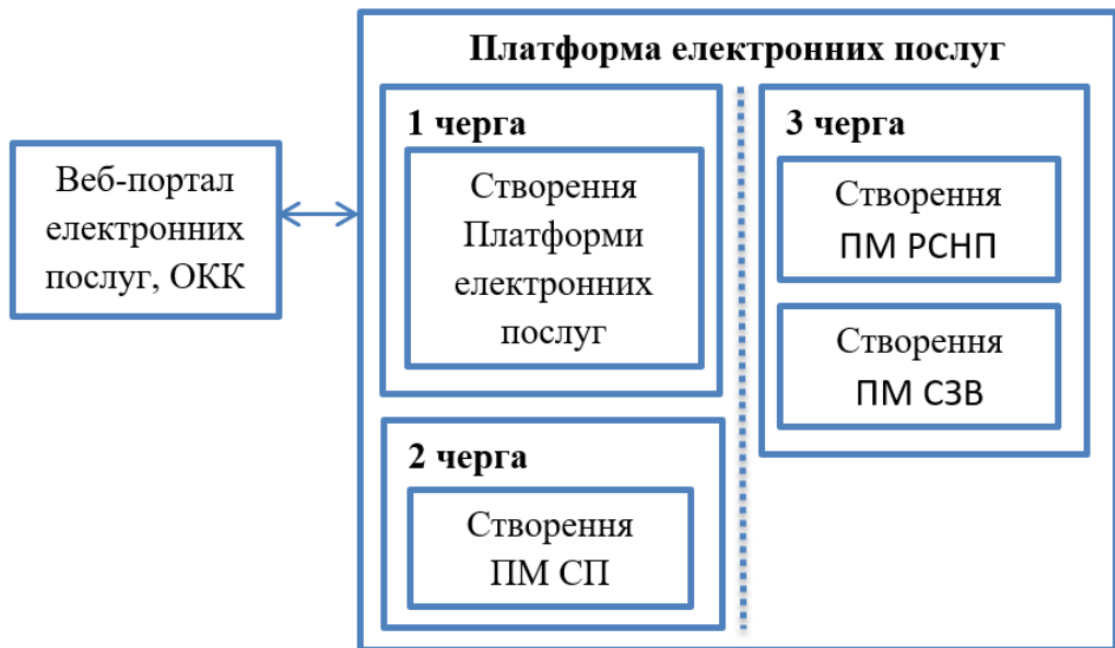 Платформа електронних послуг
Веб-портал
електронних
послуг, ОКК
1 черга
Створення
Платформи
електронних
послуг
2 черга
Створення
ПМ СП
3 черга
Створення
ПМ РСНП
Створення
ПМ СЗВ